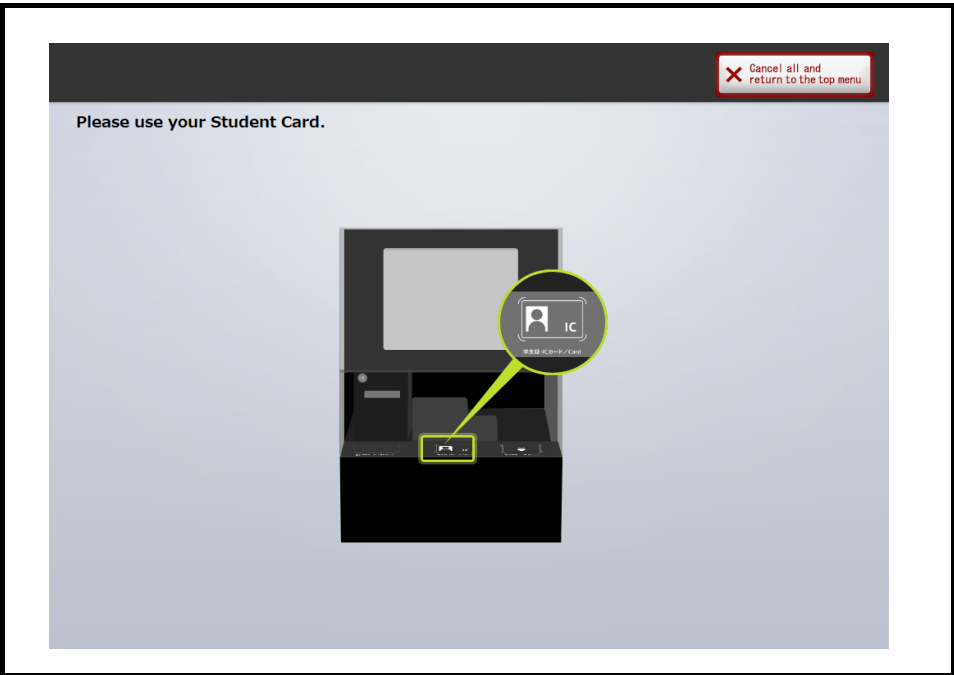 Cancel all and
return to the top menu
Please use your Student Card.
IC
学生証・ICカード／Card